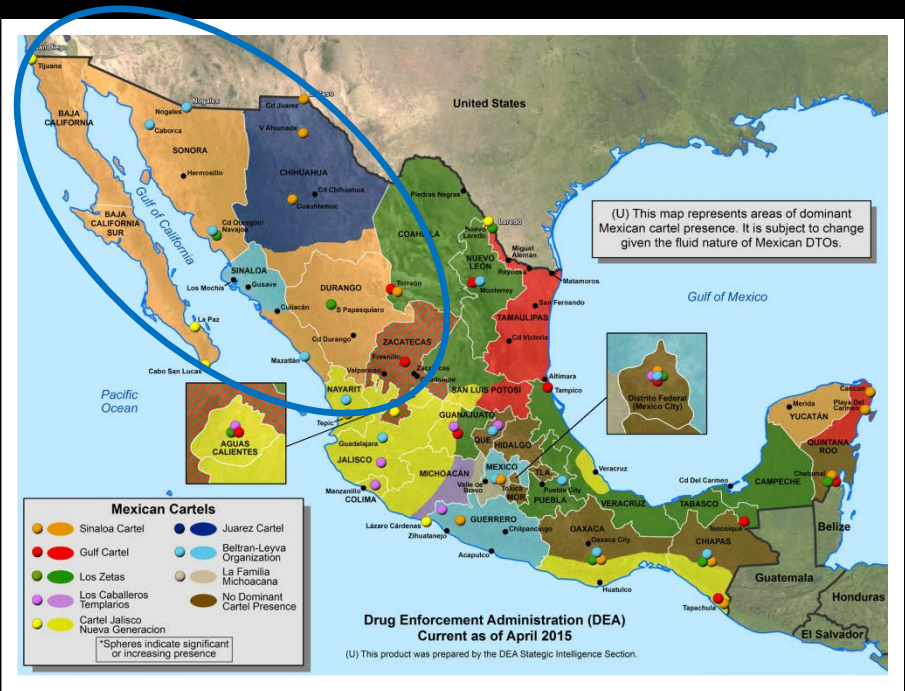 San Diego
Tijuana
BAJA
CALIFORNIA
Nogales
Nogales
Caborca
SONORA
Hermosillo
Gulf of California
BAJA
CALIFORNIA
SUR
Cd Obregon/
Navajoe
Cd Juarez
V Ahumada
CHIHUAHUA
Cd Chihuahua
Cuauhtemoc
United States
Piedras Negras
COAHUILA
Laredo
Nuevo
Laredo
Miguel
Alemán
NUEVO
LEÓN
Reynosa
Matamoros
Monterrey
San Fernando
TAMAULIPAS
Cd Victoria
(U) This map represents areas of dominant
Mexican cartel presence. It is subject to change
given the fluid nature of Mexican DTOs.
Gulf of Mexico
SINALOA
Los Mochis
Gusave
Culiacán
DURANGO
S Papasquiaro
Torreón
Cd Durango
La Paz
Cabo San Lucas
Mazatlán
ZACATECAS
Fresnillo
Valparaiso
Zacatecas
Guadalupe
Pacific
Ocean
NAYARIT
Tepic
SAN LUIS POTOSI
Altimara
Tampico
AGUAS
CALIENTES
Distrito Federal
(Mexico City)
Guadalajara
JALISCO
Manzanillo
COLIMA
GUANAJUATO
QUE
HIDALGO
MICHOACÁN
MEXICO
Valle de
Bravo
Toluca
MOR
TLA
PUEBLA
Puebla City
Veracruz
VERACRUZ
Lázaro Cárdenas
Zihuatanejo
GUERRERO
Chilpancingo
Acapulco
OAXACA
Oaxaca City
Huatulco
TABASCO
Cd Del Carmen
CAMPECHE
Tenosique
CHIAPAS
Tapachula
Merida
YUCATÁN
Cancun
Playa Del
Carmen
QUINTANA
ROO
Chetumal
Belize
Guatemala
Honduras
El Salvador
Mexican Cartels
Sinaloa Cartel
Gulf Cartel
Los Zetas
Los Caballeros
Templarios
Cartel Jalisco
Nueva Generacion
Juarez Cartel
Beltran-Leyva
Organization
La Familia
Michoacana
No Dominant
Cartel Presence
*Spheres indicate significant
or increasing presence
Drug Enforcement Administration (DEA)
Current as of April 2015
(U) This product was prepared by the DEA Stategic Intelligence Section.